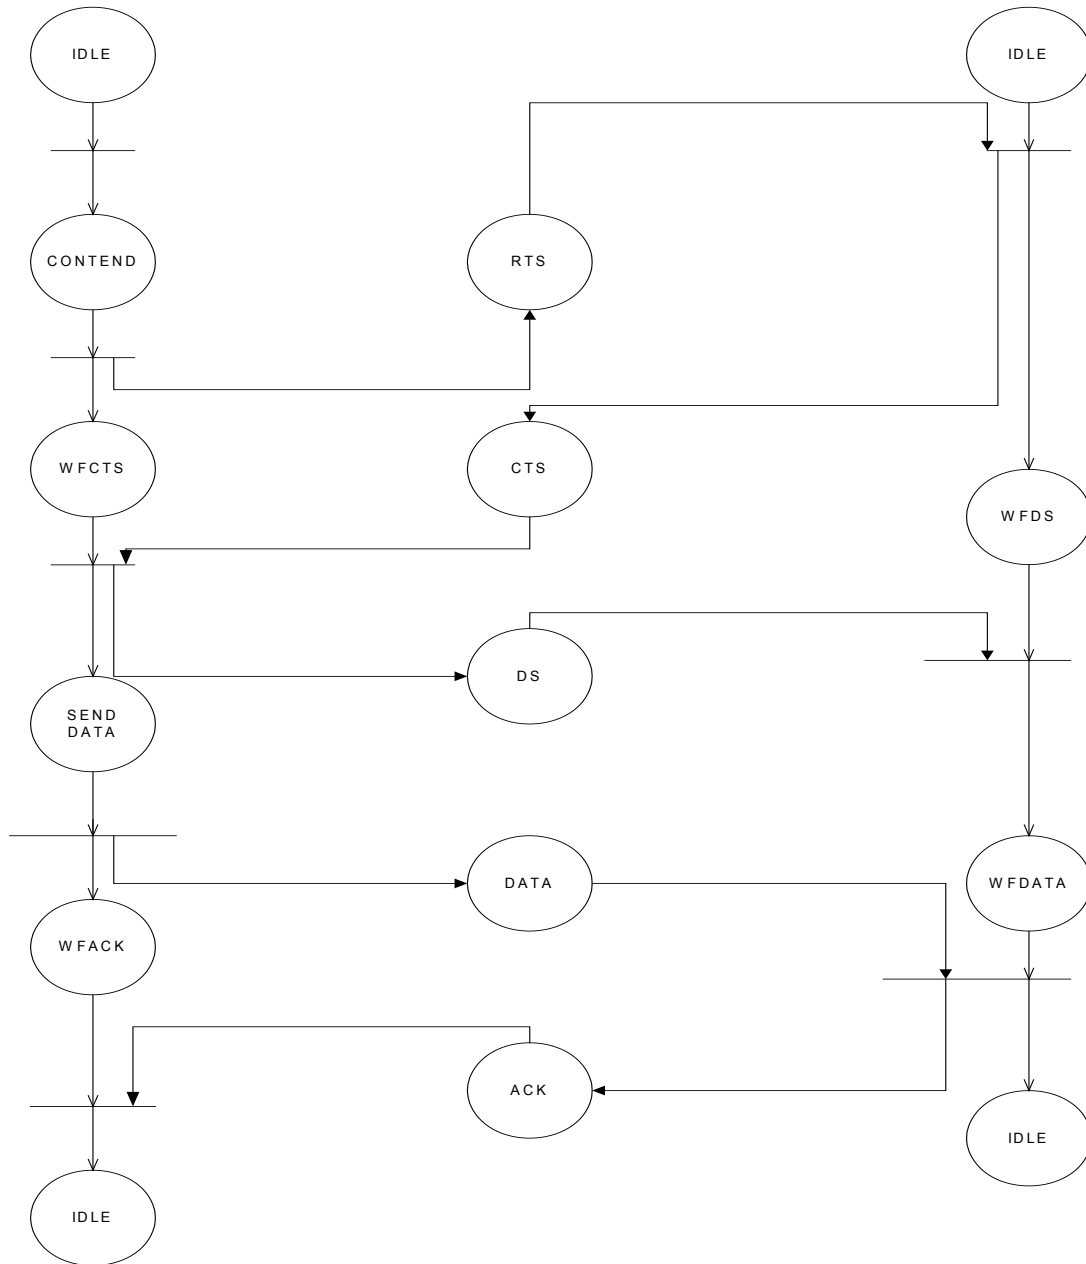 IDLE
IDLE
CONTEND
RTS
WFCTS
CTS
WFDS
DS
SEND
DATA
DATA
WFDATA
WFACK
ACK
IDLE
IDLE